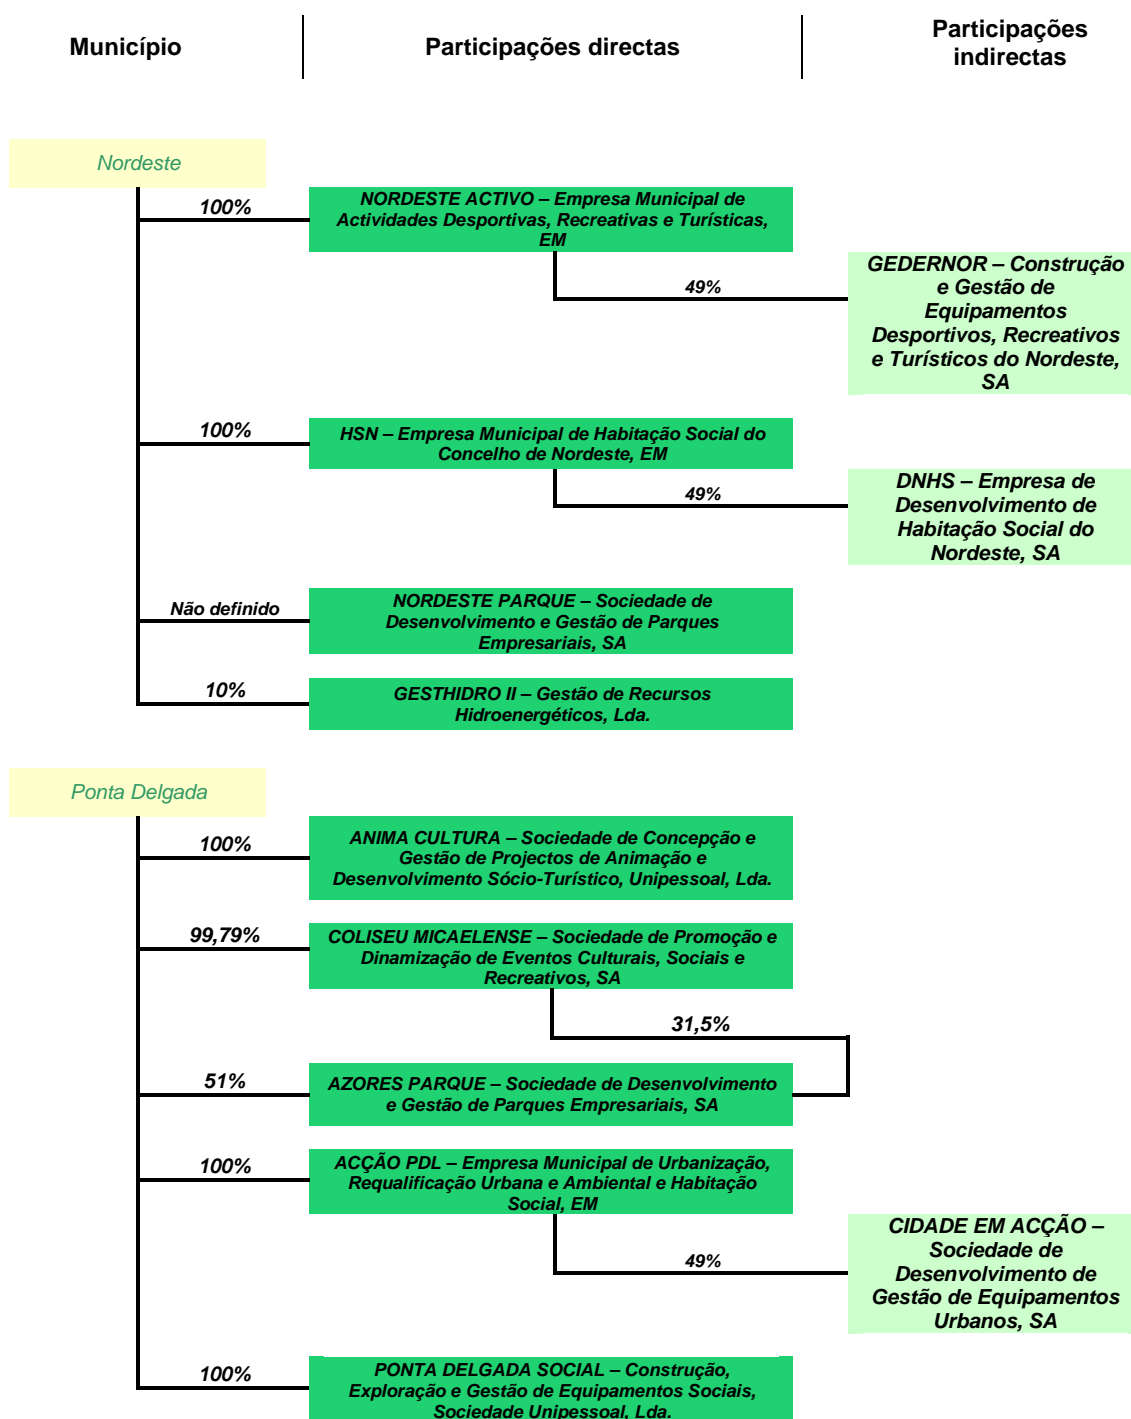 Município
Participações directas
Participações
indirectas
Nordeste
100%
NORDESTE ACTIVO – Empresa Municipal de
Actividades Desportivas, Recreativas e Turísticas,
EM
49%
GEDERNOR – Construção
e Gestão de
Equipamentos
Desportivos, Recreativos
e Turísticos do Nordeste,
SA
100%
HSN – Empresa Municipal de Habitação Social do
Concelho de Nordeste, EM
49%
DNHS – Empresa de
Desenvolvimento de
Habitação Social do
Nordeste, SA
Não definido
NORDESTE PARQUE – Sociedade de
Desenvolvimento e Gestão de Parques
Empresariais, SA
10%
GESTHIDRO II – Gestão de Recursos
Hidroenergéticos, Lda.
Ponta Delgada
100%
ANIMA CULTURA – Sociedade de Concepção e
Gestão de Projectos de Animação e
Desenvolvimento Sócio-Turístico, Unipessoal, Lda.
99,79%
COLISEU MICAELENSE – Sociedade de Promoção e
Dinamização de Eventos Culturais, Sociais e
Recreativos, SA
31,5%
51%
AZORES PARQUE – Sociedade de Desenvolvimento
e Gestão de Parques Empresariais, SA
100%
ACÇÃO PDL – Empresa Municipal de Urbanização,
Requalificação Urbana e Ambiental e Habitação
Social, EM
49%
CIDADE EM ACÇÃO –
Sociedade de
Desenvolvimento de
Gestão de Equipamentos
Urbanos, SA
100%
PONTA DELGADA SOCIAL – Construção,
Exploração e Gestão de Equipamentos Sociais,
Sociedade Unipessoal, Lda.